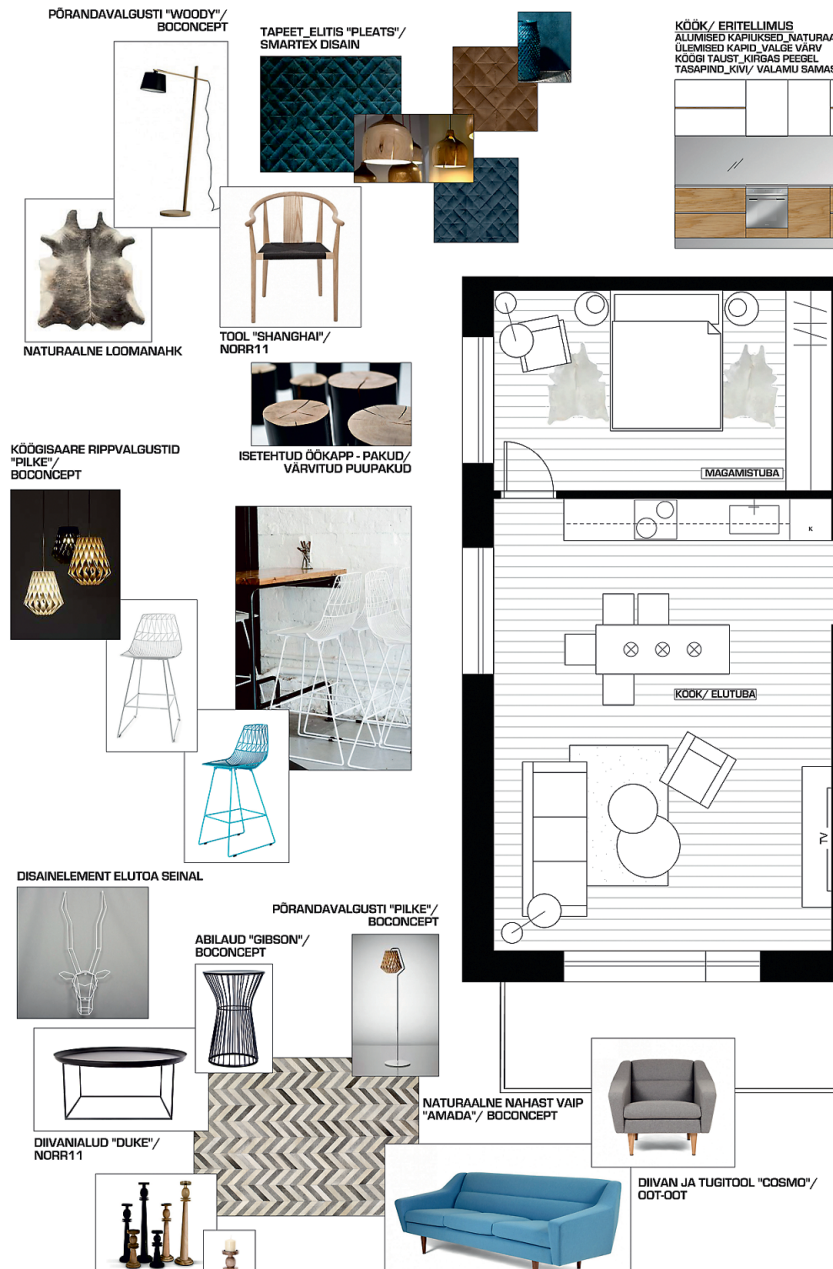 PÕRANDAVALGUSTI "WOODY"/
BOCONCEPT
TAPEET_ELITIS "PLEATS"/
SMARTEX DISAIN
KÖÖK/ ERITELLIMUS
ALUMISED KAPIUKSED_NATURAA
ÜLEMISED KAPID_VALGE VÄRV
KÖÖGI TAUST_KIRGAS PEEGEL
TASAPIND_KIVI/ VALAMU SAMAS
NATURAALNE LOOMANAHK
TOOL "SHANGHAI"/
NORR11
ISETEHTUD ÖÖKAPP - PAKUD/
VÄRVITUD PUUPAKUD
KÖÖGISAARE RIPPVALGUSTID
"PILKE"/
BOCONCEPT
MAGAMISTUBA
K
KÖÖK/ ELUTUBA
TV
DISAINELEMENT ELUTOA SEINAL
PÕRANDAVALGUSTI "PILKE"/
BOCONCEPT
ABILAUD "GIBSON"/
BOCONCEPT
DIIVANIALUD "DUKE"/
NORR11
NATURAALNE NAHAST VAIP
"AMADA"/ BOCONCEPT
DIIVAN JA TUGITOOL "COSMO"/
OOT-OOT